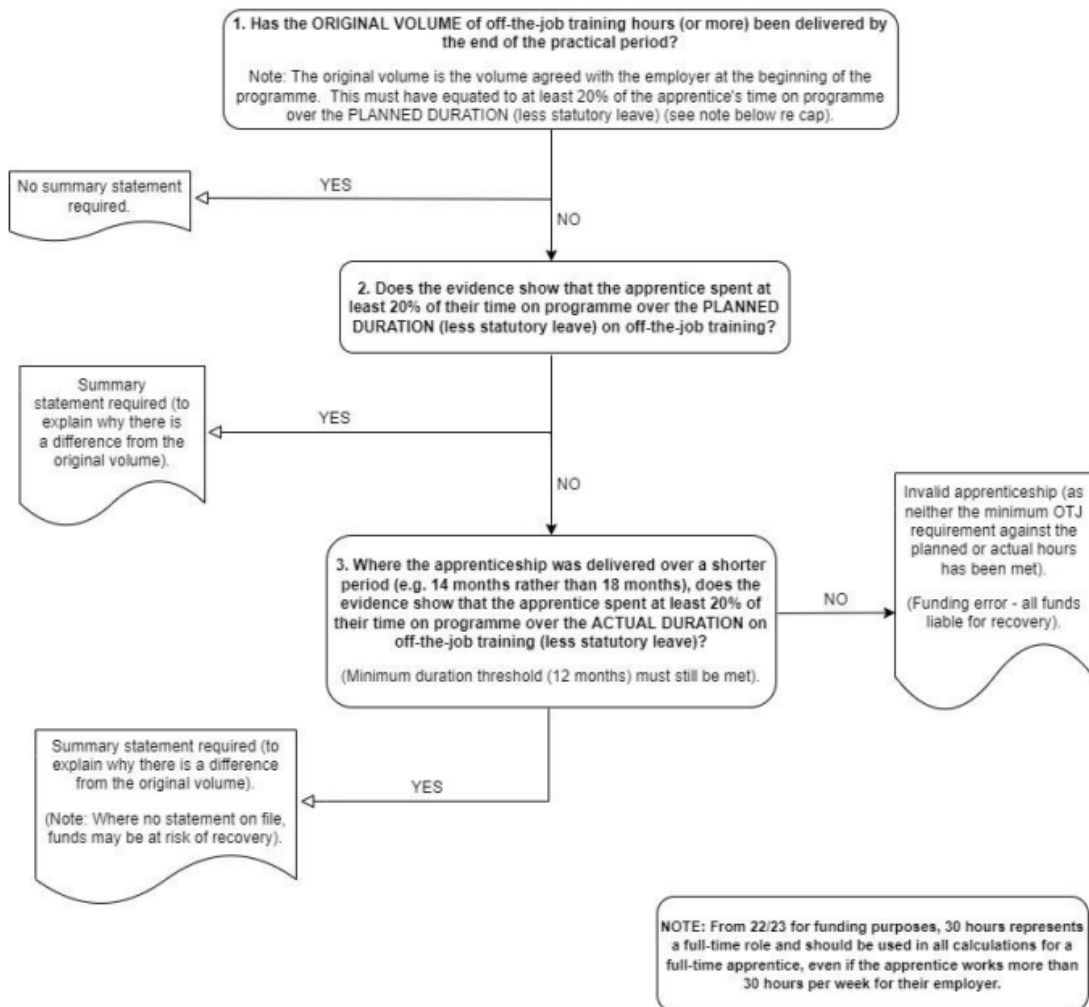 1. Has the ORIGINAL VOLUME of off-the-job training hours (or more) been delivered by
the end of the practical period?
Note: The original volume is the volume agreed with the employer at the beginning of the
programme. This must have equated to at least 20% of the apprentice's time on programme
over the PLANNED DURATION (less statutory leave) (see note below re cap).
YES
No summary statement
required.
NO
2. Does the evidence show that the apprentice spent at
least 20% of their time on programme over the PLANNED
DURATION (less statutory leave) on off-the-job training?
Summary
statement required (to
explain why there is
a difference from the
original volume).
YES
NO
3. Where the apprenticeship was delivered over a shorter
period (e.g. 14 months rather than 18 months), does the
evidence show that the apprentice spent at least 20% of
their time on programme over the ACTUAL DURATION on
off-the-job training (less statutory leave)?
(Minimum duration threshold (12 months) must still be met).
NO
Invalid apprenticeship (as
neither the minimum OTJ
requirement against the
planned or actual hours
has been met).
(Funding error - all funds
liable for recovery).
YES
Summary statement required (to
explain why there is a difference
from the original volume).
(Note: Where no statement on file,
funds may be at risk of recovery).
NOTE: From 22/23 for funding purposes, 30 hours represents
a full-time role and should be used in all calculations for a
full-time apprentice, even if the apprentice works more than
30 hours per week for their employer.